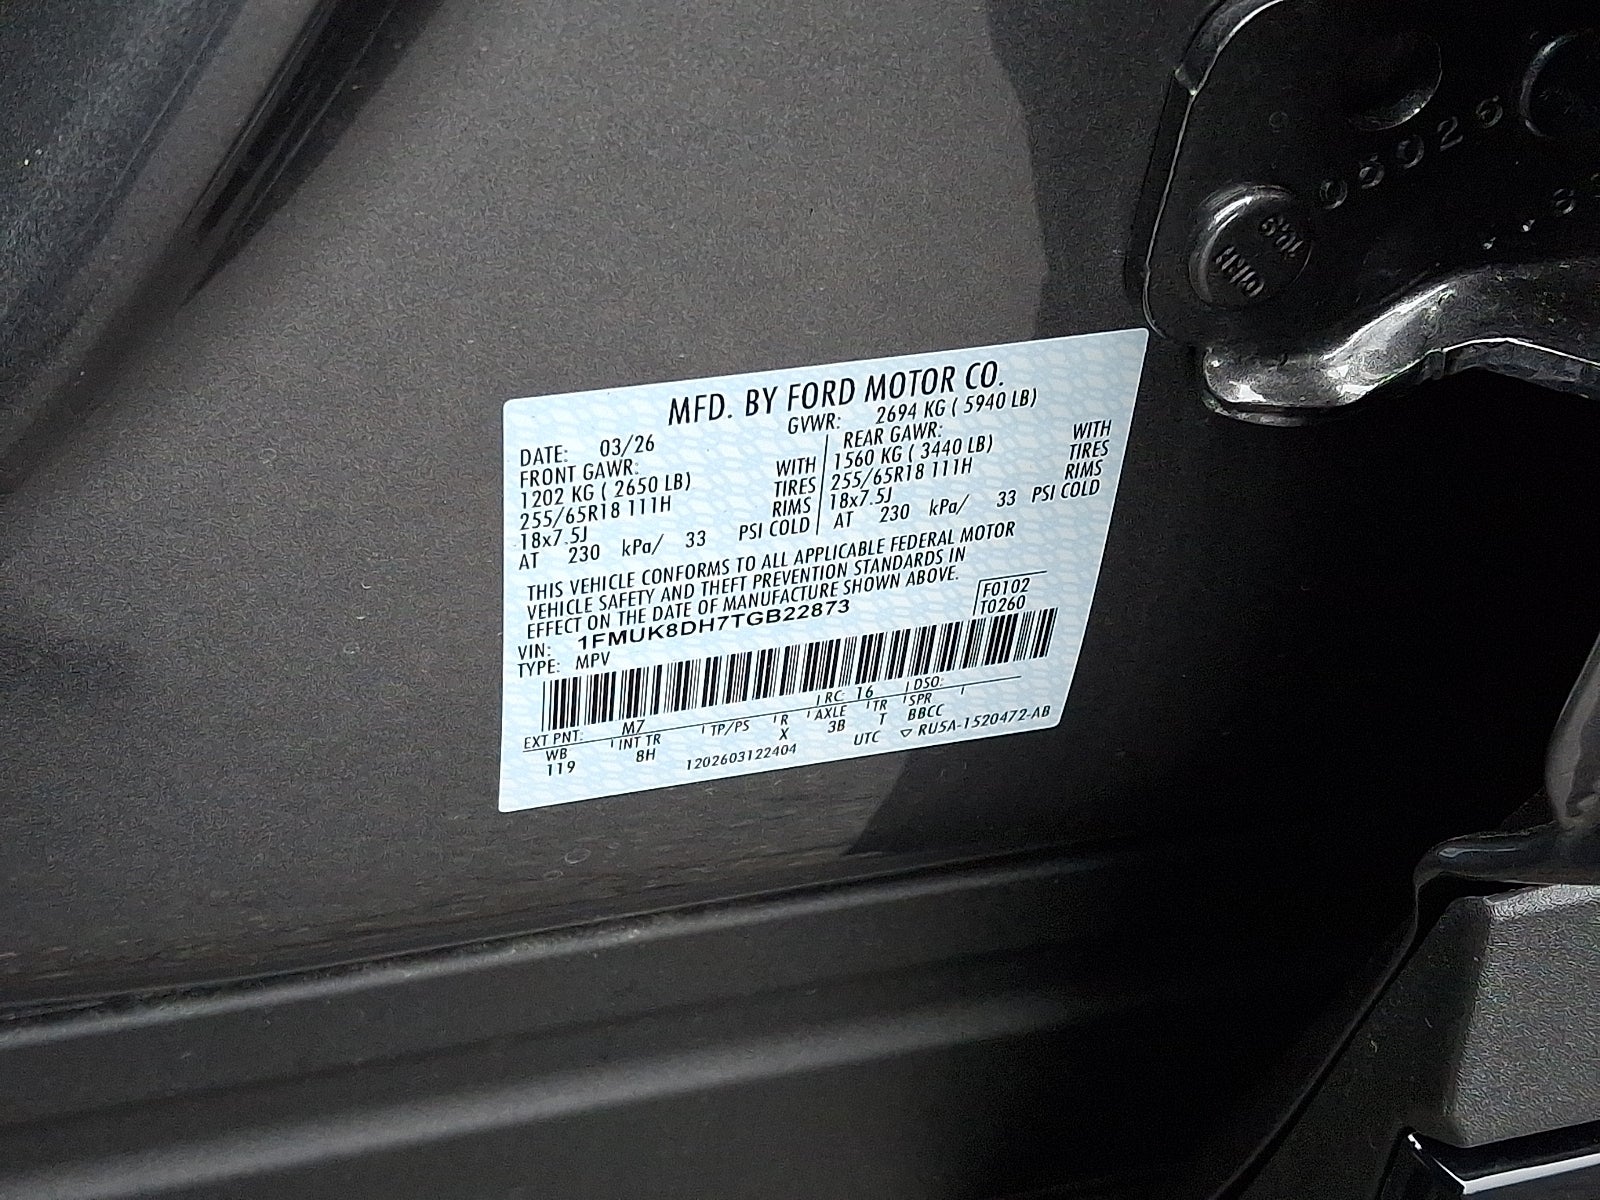 MFD. BY FORD MOTOR CO.
DATE: 03/26 GVWR: 2694 KG ( 5940 LB)
FRONT GAWR: REAR GAWR:
1202 KG ( 2650 LB) WITH 1560 KG ( 3440 LB) WITH
255/65R18 111H TIRES 255/65R18 111H TIRES
18x7.5J RIMS 18x7.5J RIMS
AT 230 kPa/ 33 PSI COLD AT 230 kPa/ 33 PSI COLD
THIS VEHICLE CONFORMS TO ALL APPLICABLE FEDERAL MOTOR
VEHICLE SAFETY AND THEFT PREVENTION STANDARDS IN
EFFECT ON THE DATE OF MANUFACTURE SHOWN ABOVE.
VIN: 1FMUK8DH7TGB22873 F0102
TYPE: MPV T0260
EXT PNT: M7 RC: 16 DSO:
WB INT TR TP/PS R AXLE TR SPR
119 8H X 3B T BBCC
1202603122404 UTC ▽ RU5A-1520472-AB